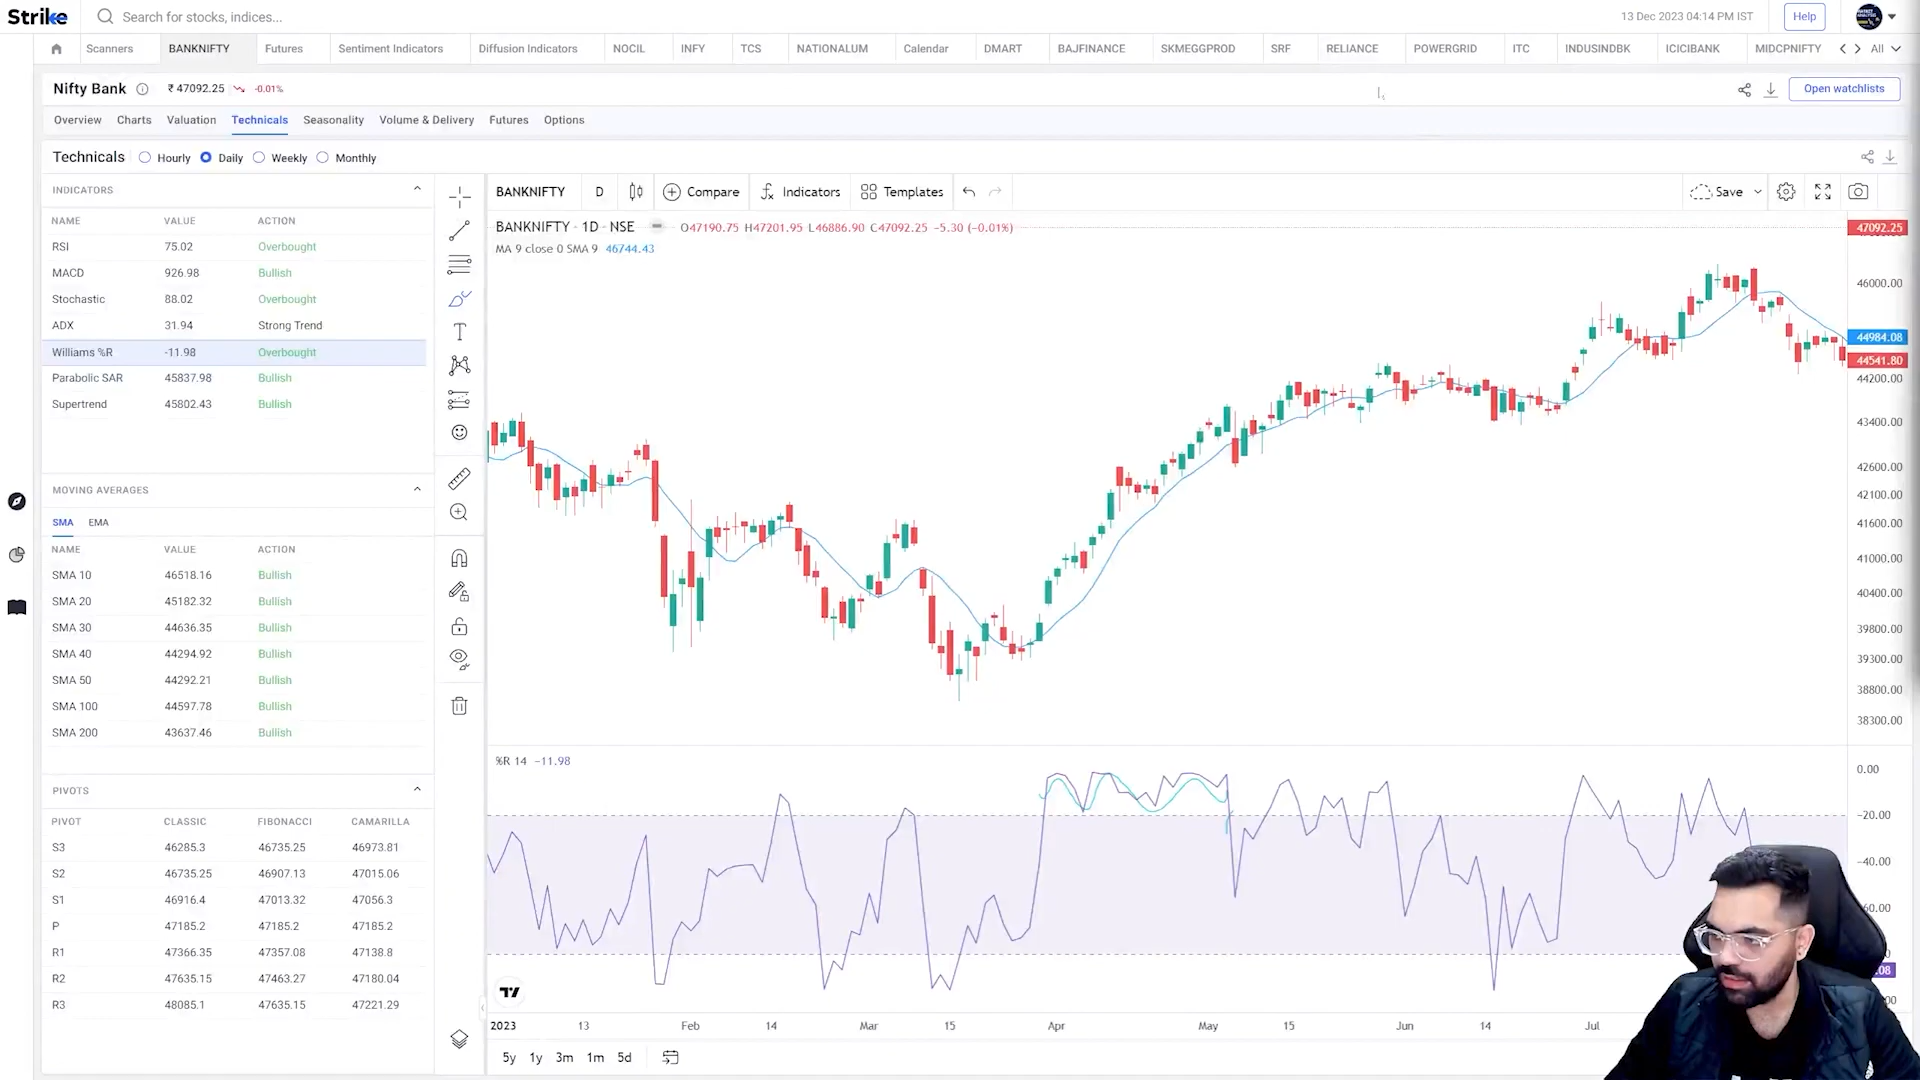 Strike
Search for stocks, indices...
13 Dec 2023 04:14 PM IST
Help
Scanners BANKNIFTY Futures Sentiment Indicators Diffusion Indicators NOCIL INFY TCS NATIONALUM Calendar DMART BAJFINANCE SKMEGGPROD SRF RELIANCE POWERGRID ITC INDUSINDBK ICICIBANK MIDCPNIFTY All
Nifty Bank ₹ 47092.25 -0.01%
Open watchlists
Overview Charts Valuation Technicals Seasonality Volume & Delivery Futures Options
Technicals Hourly Daily Weekly Monthly
INDICATORS
NAME VALUE ACTION
RSI 75.02 Overbought
MACD 926.98 Bullish
Stochastic 88.02 Overbought
ADX 31.94 Strong Trend
Williams %R -11.98 Overbought
Parabolic SAR 45837.98 Bullish
Supertrend 45802.43 Bullish
MOVING AVERAGES
SMA EMA
NAME VALUE ACTION
SMA 10 46518.16 Bullish
SMA 20 45182.32 Bullish
SMA 30 44636.35 Bullish
SMA 40 44294.92 Bullish
SMA 50 44292.21 Bullish
SMA 100 44597.78 Bullish
SMA 200 43637.46 Bullish
PIVOTS
PIVOT CLASSIC FIBONACCI CAMARILLA
S3 46285.3 46735.25 46973.81
S2 46735.25 46907.13 47015.06
S1 46916.4 47013.32 47056.3
P 47185.2 47185.2 47185.2
R1 47366.35 47357.08 47138.8
R2 47635.15 47463.27 47180.04
R3 48085.1 47635.15 47221.29
BANKNIFTY D Compare Indicators Templates Save
BANKNIFTY · 1D · NSE O47190.75 H47201.95 L46886.90 C47092.25 −5.30 (−0.01%)
MA 9 close 0 SMA 9 46744.43
47092.25
46000.00
44984.08
44541.80
44200.00
43400.00
42600.00
42100.00
41600.00
41000.00
40400.00
39800.00
39300.00
38800.00
38300.00
%R 14 −11.98
0.00
−20.00
−40.00
2023 13 Feb 14 Mar 15 Apr May 15 Jun 14 Jul
5y 1y 3m 1m 5d